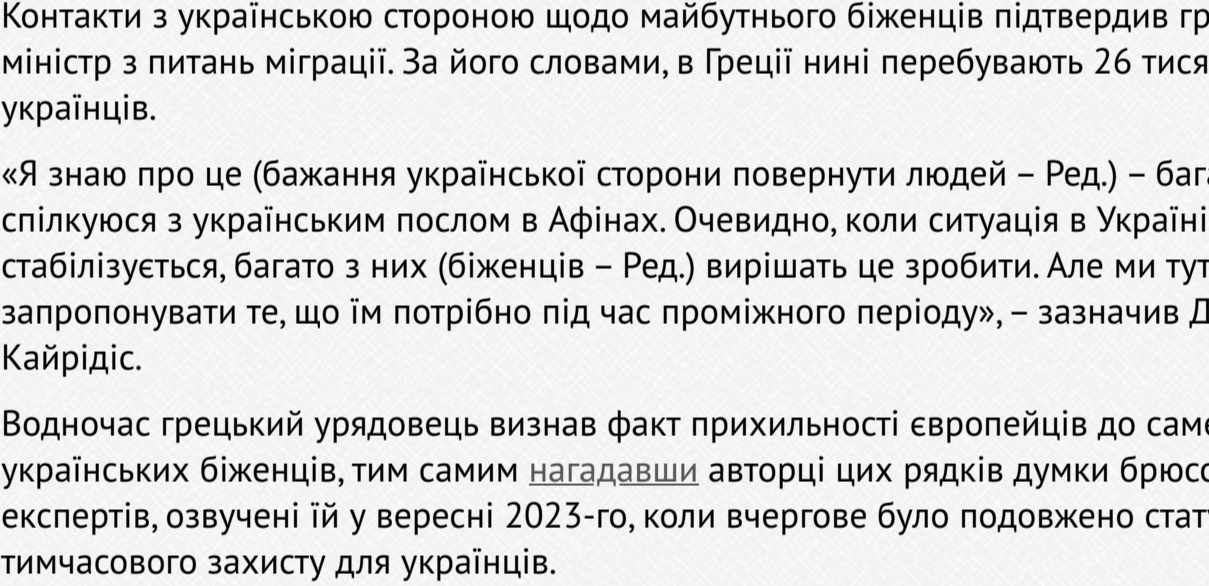 Контакти з українською стороною щодо майбутнього біженців підтвердив гр
міністр з питань міграції. За його словами, в Греції нині перебувають 26 тися
українців.
«Я знаю про це (бажання української сторони повернути людей – Ред.) – бага
спілкуюся з українським послом в Афінах. Очевидно, коли ситуація в Україні
стабілізується, багато з них (біженців – Ред.) вирішать це зробити. Але ми тут
запропонувати те, що їм потрібно під час проміжного періоду», – зазначив Д
Кайрідіс.
Водночас грецький урядовець визнав факт прихильності європейців до саме
українських біженців, тим самим нагадавши авторці цих рядків думки брюсс
експертів, озвучені їй у вересні 2023-го, коли вчергове було подовжено стат
тимчасового захисту для українців.